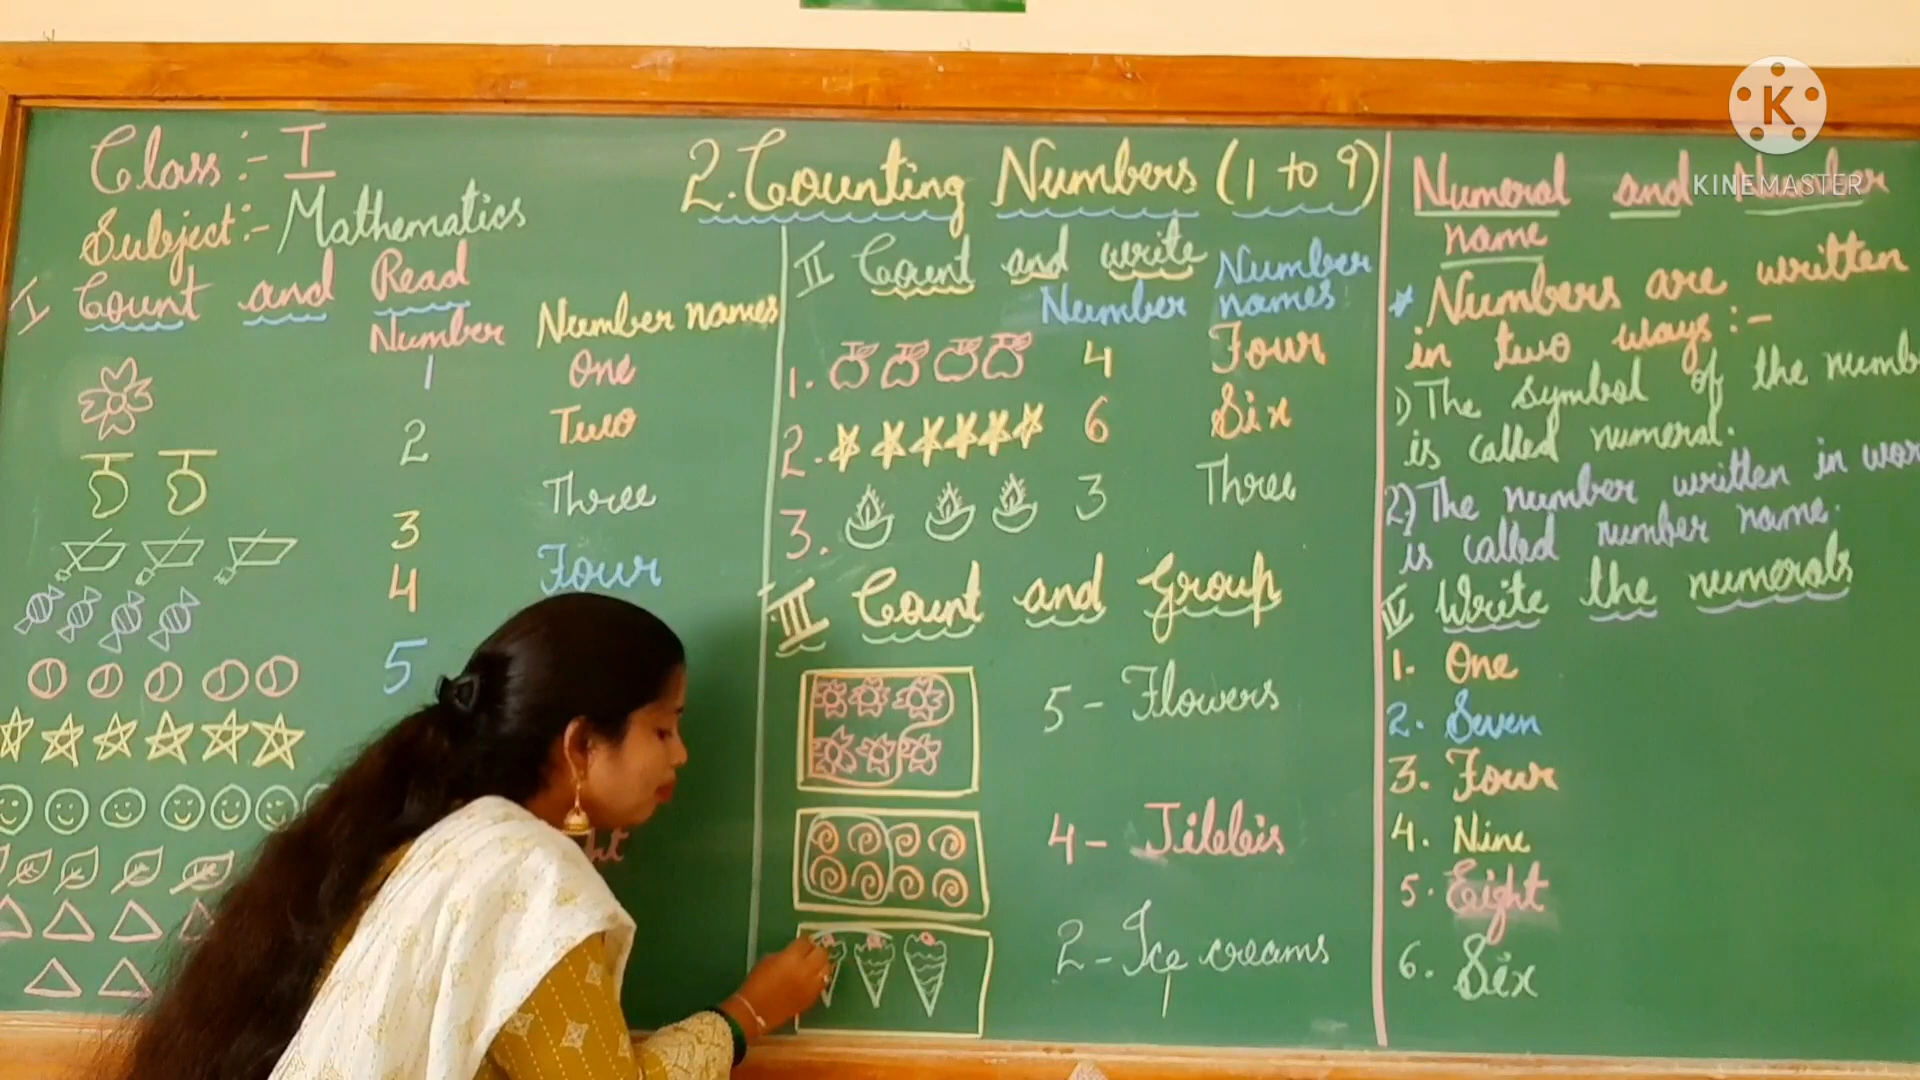 Class:- I
Subject:- Mathematics
2. Counting Numbers (1 to 9)
I Count and Read
Number Number names
1 One
2 Two
3 Three
4 Four
5
II Count and write
Number Number names
1. 4 Four
2. 6 Six
3. 3 Three
III Count and Group
5 - Flowers
4 - Jilebis
2 - Ice creams
Numeral and Number
name
* Numbers are written
in two ways:-
1) The symbol of the numb
is called numeral.
2) The number written in wor
is called number name.
IV Write the numerals
1. One
2. Seven
3. Four
4. Nine
5. Eight
6. Six
K
KINEMASTER